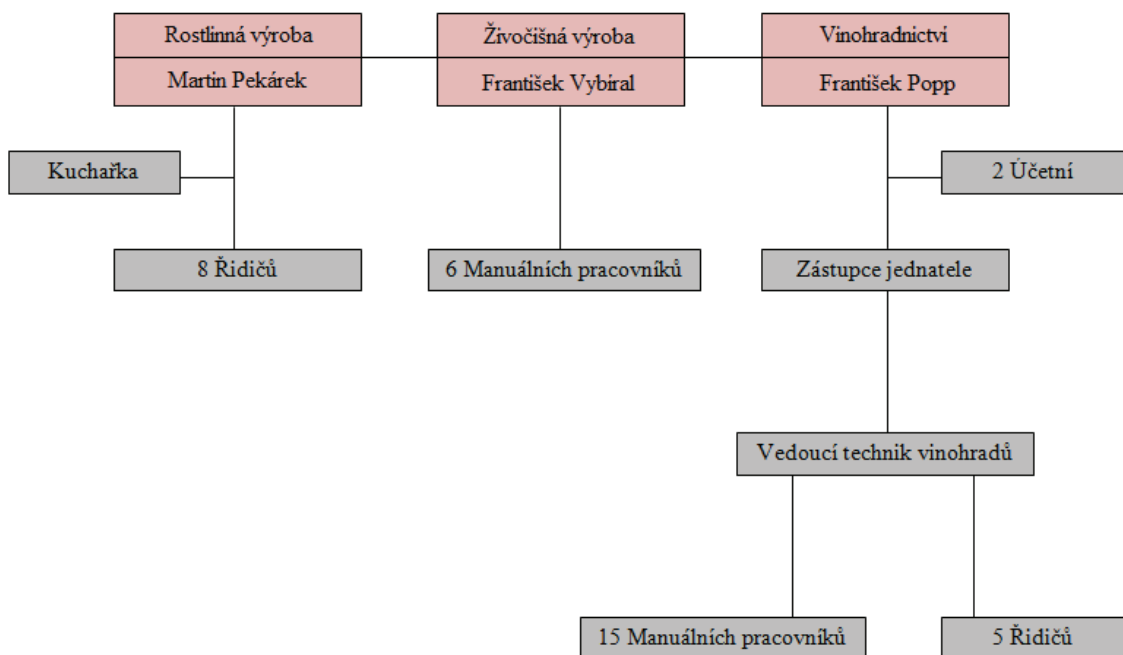 Rostlinná výroba
Martin Pekárek
Živočišná výroba
František Vybíral
Vinohradnictví
František Popp
Kuchařka
2 Účetní
8 Řidičů
6 Manuálních pracovníků
Zástupce jednatele
Vedoucí technik vinohradů
15 Manuálních pracovníků
5 Řidičů